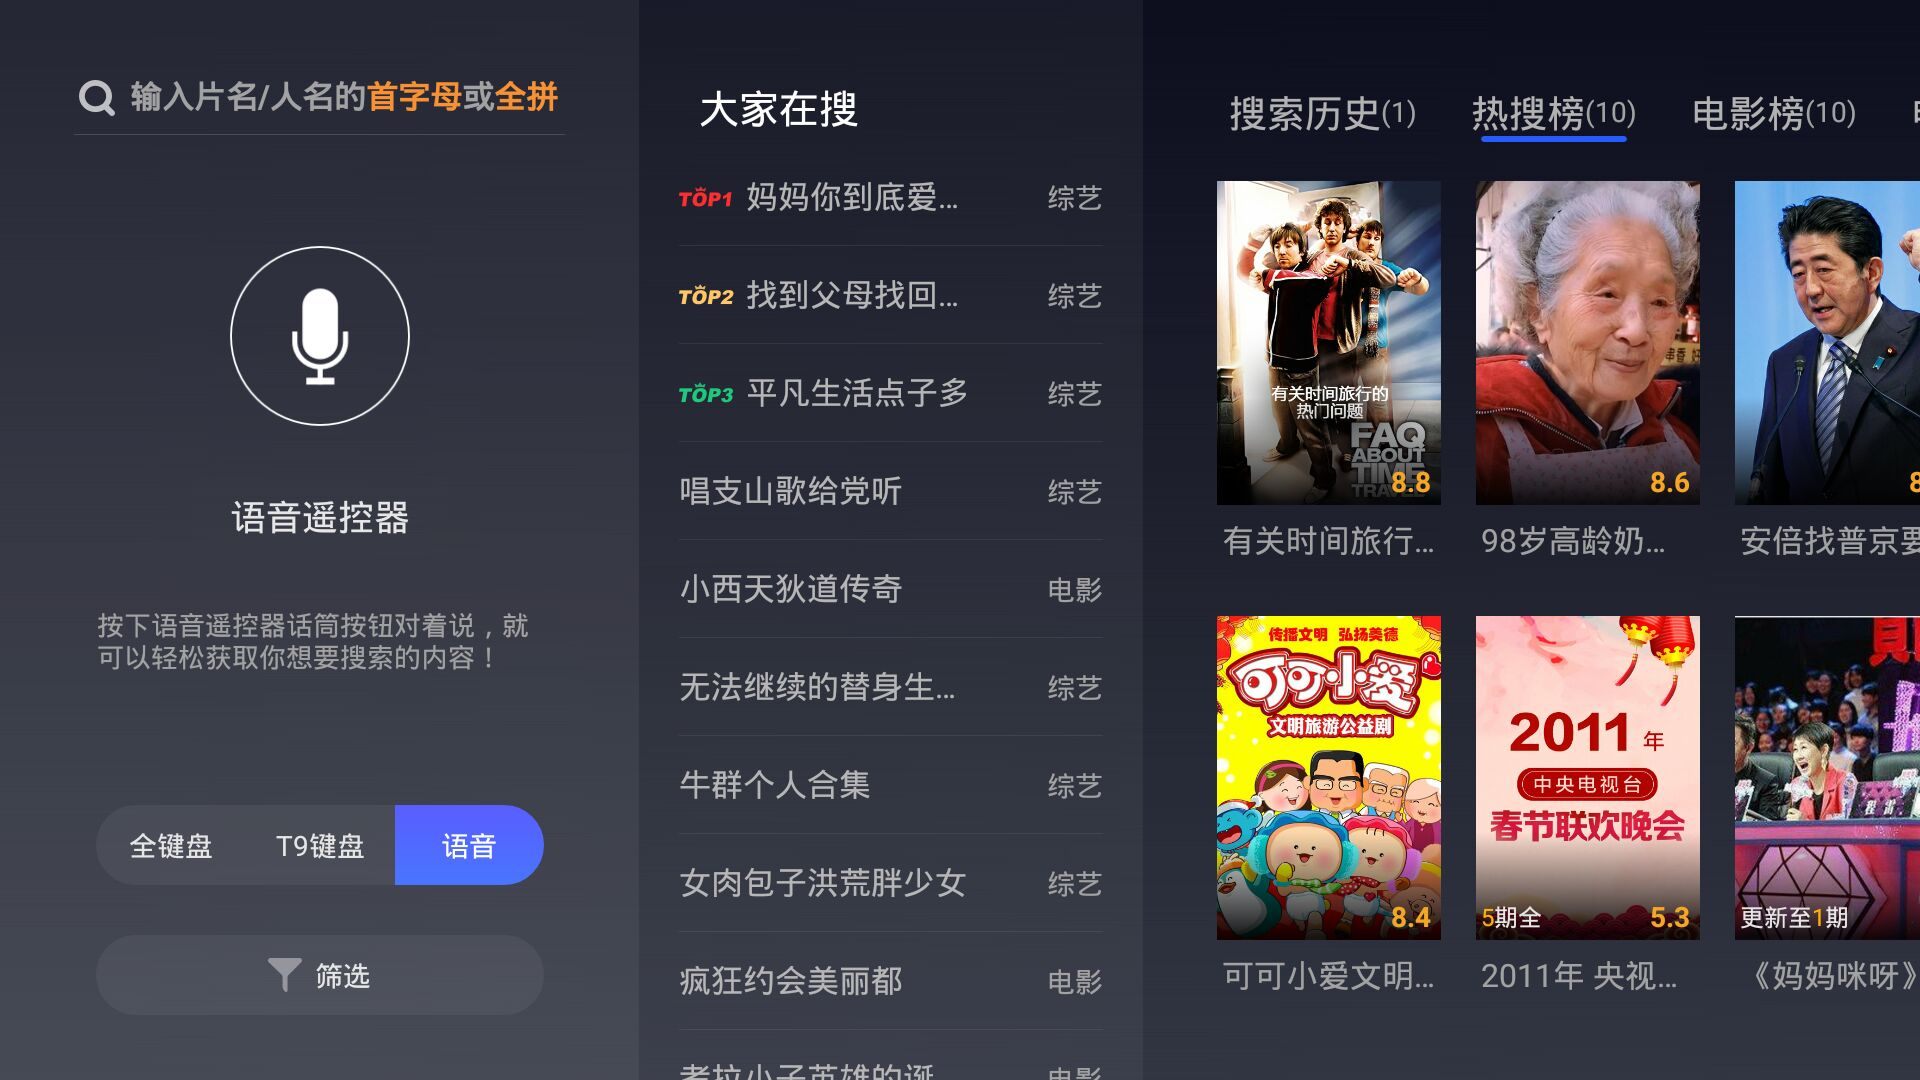 输入片名/人名的首字母或全拼
语音遥控器
按下语音遥控器话筒按钮对着说，就
可以轻松获取你想要搜索的内容！
全键盘 T9键盘 语音
筛选
大家在搜
TOP1 妈妈你到底爱... 综艺
TOP2 找到父母找回... 综艺
TOP3 平凡生活点子多 综艺
唱支山歌给党听 综艺
小西天狄道传奇 电影
无法继续的替身生... 综艺
牛群个人合集 综艺
女肉包子洪荒胖少女 综艺
疯狂约会美丽都 电影
考拉小子英雄的诞 电影
搜索历史(1) 热搜榜(10) 电影榜(10)
有关时间旅行的
热门问题
FAQ
ABOUT
TIME
TRAVEL
8.8
有关时间旅行...
8.6
98岁高龄奶...
安倍找普京要
传播文明 弘扬美德
可可小爱
文明旅游公益剧
8.4
可可小爱文明...
2011年
中央电视台
春节联欢晚会
5期全 5.3
2011年 央视...
更新至1期
《妈妈咪呀》